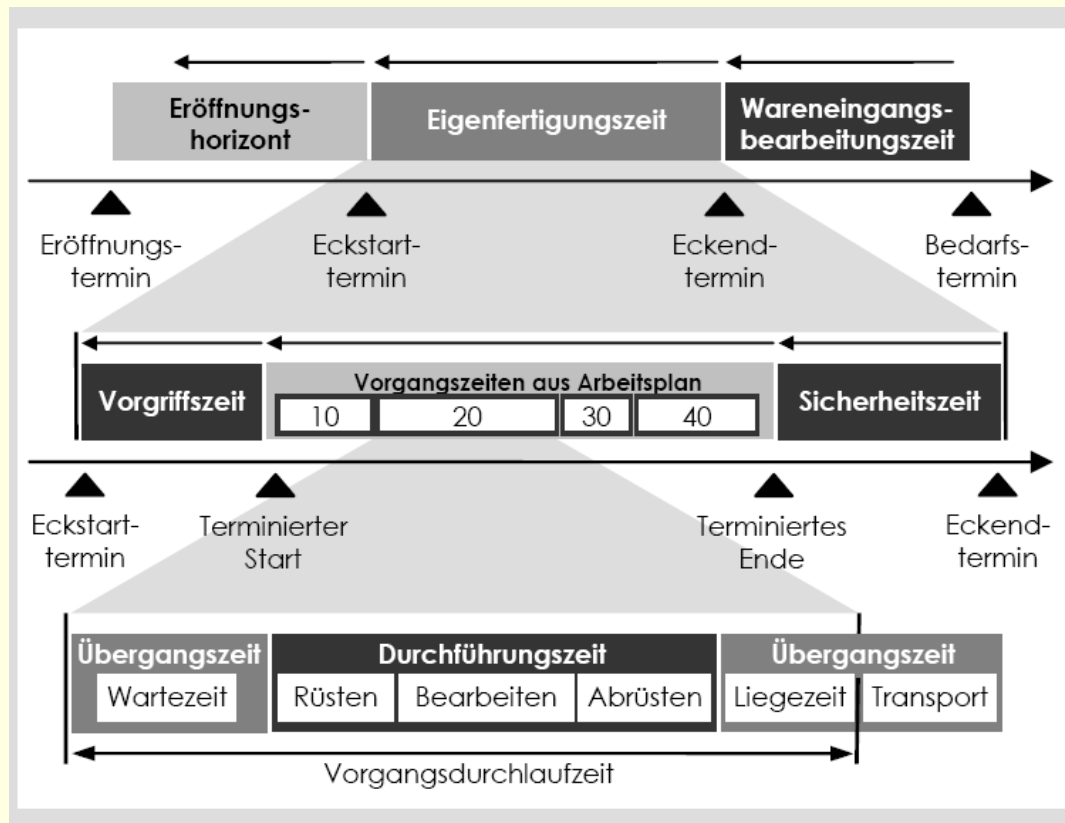 Eröffnungs-
horizont
Eigenfertigungszeit
Wareneingangs-
bearbeitungszeit
Eröffnungs-
termin
Eckstart-
termin
Eckend-
termin
Bedarfs-
termin
Vorgriffszeit
Vorgangszeiten aus Arbeitsplan
10
20
30
40
Sicherheitszeit
Eckstart-
termin
Terminierter
Start
Terminiertes
Ende
Eckend-
termin
Übergangszeit
Wartezeit
Durchführungszeit
Rüsten
Bearbeiten
Abrüsten
Übergangszeit
Liegezeit
Transport
Vorgangsdurchlaufzeit